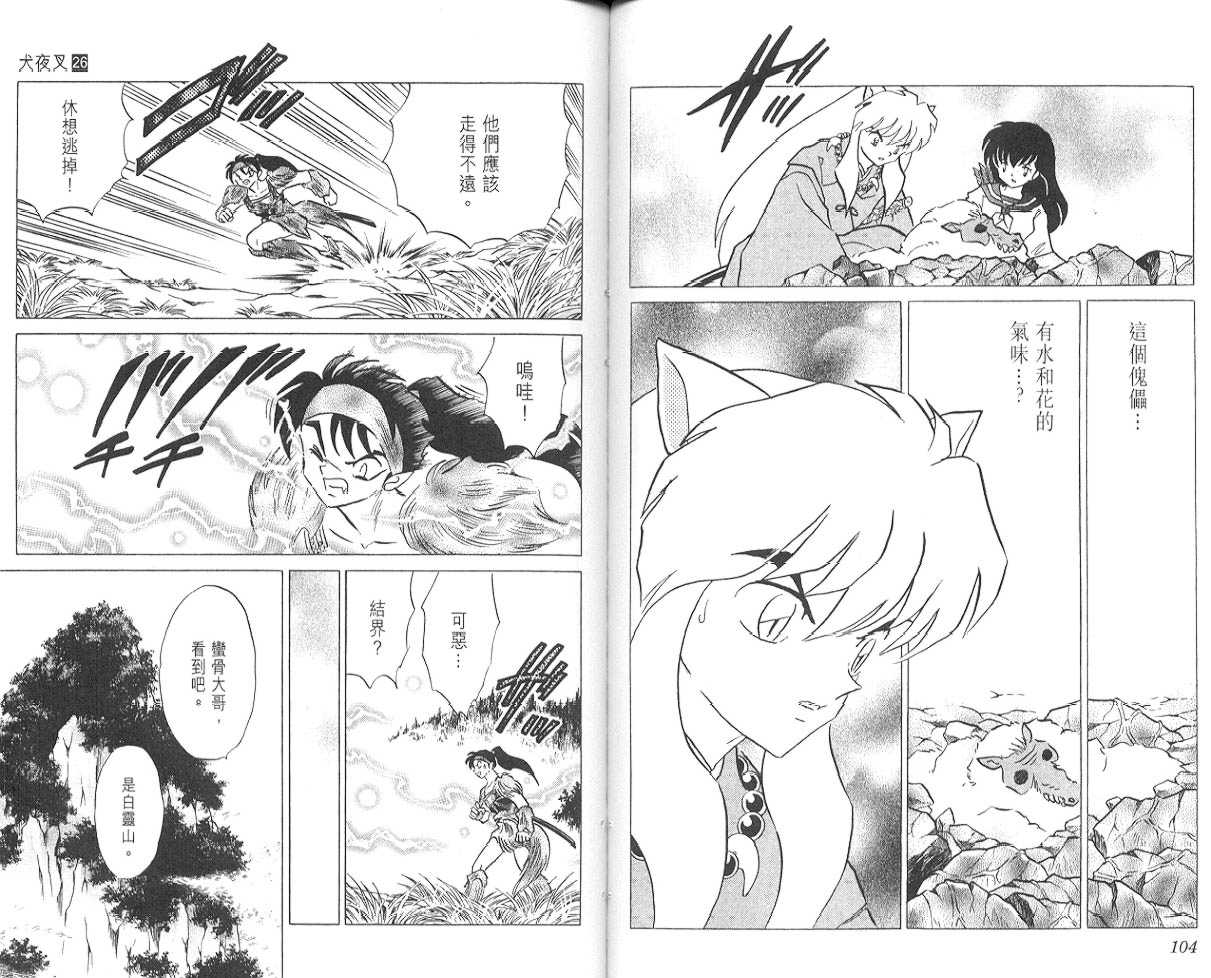 這個傀儡…
有水和花的
氣味…?
104
犬夜叉 26
他們應該
走得不遠。
休想逃掉！
嗚哇！
可惡…
結界？
蠻骨大哥，
看到吧。
是白靈山。